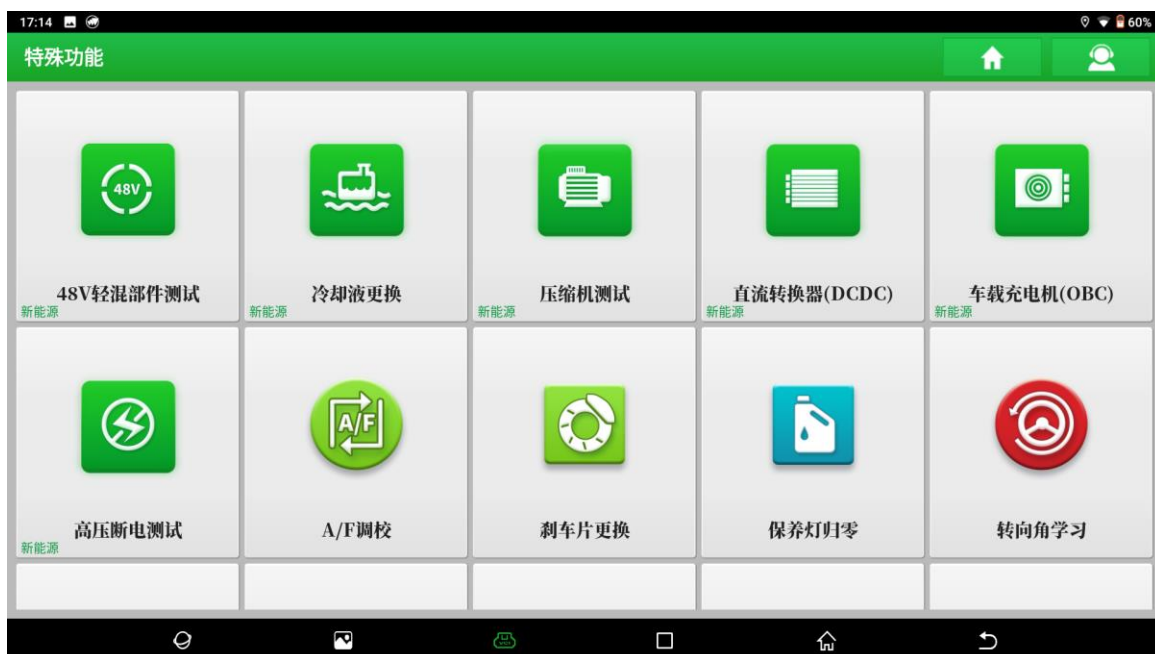 17:14
60%
特殊功能
48V
48V轻混部件测试
新能源
冷却液更换
新能源
压缩机测试
新能源
直流转换器(DCDC)
新能源
车载充电机(OBC)
新能源
高压断电测试
新能源
A/F
A/F调校
刹车片更换
保养灯归零
转向角学习